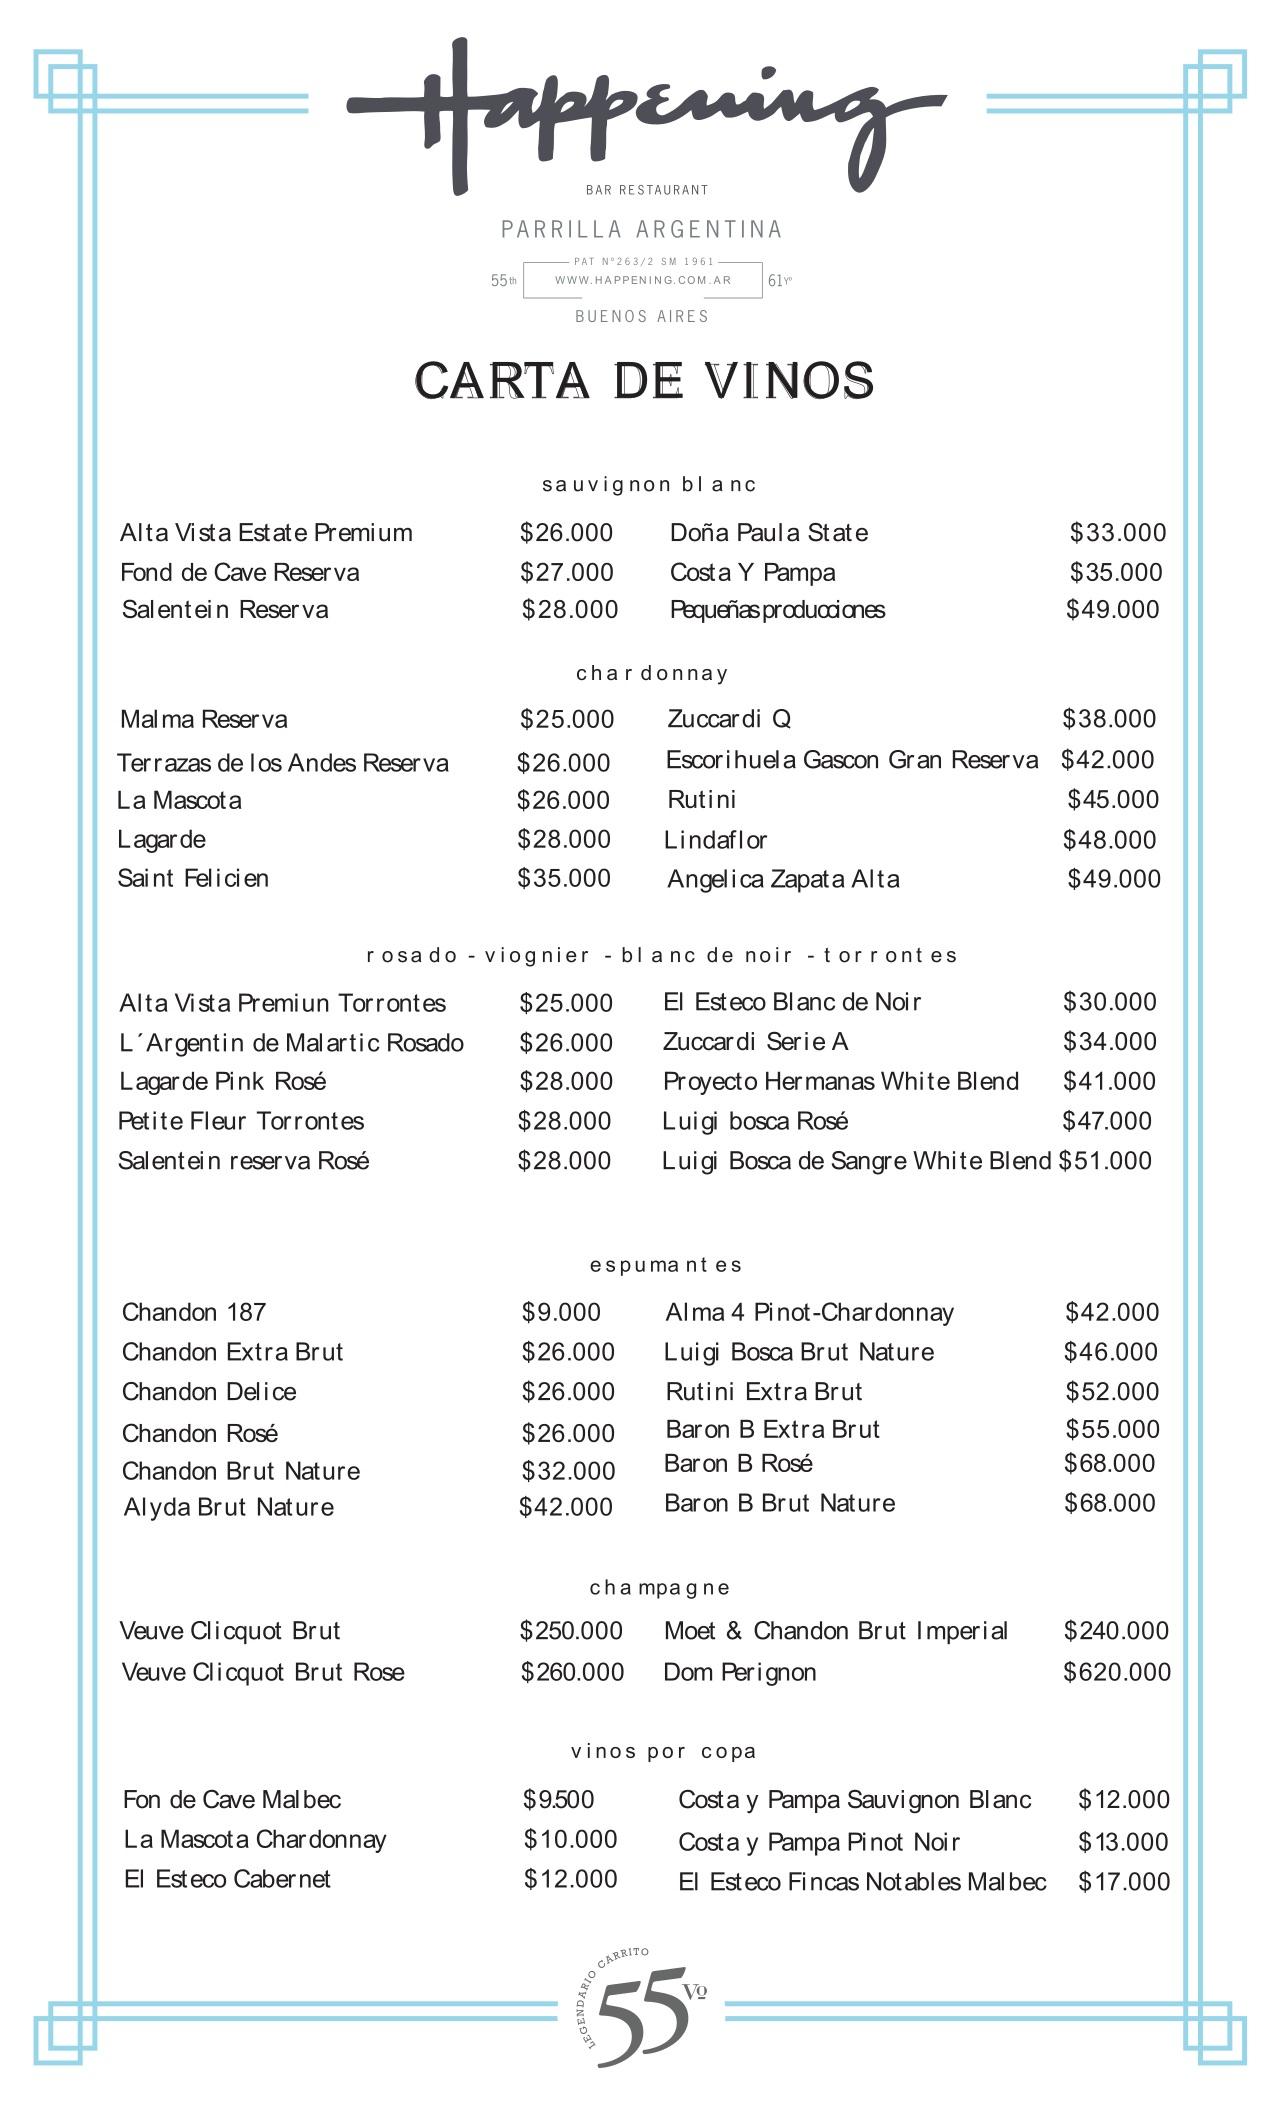 Happening
BAR RESTAURANT
PARRILLA ARGENTINA
PAT Nº263/2 SM 1961
55th WWW.HAPPENING.COM.AR 61Yº
BUENOS AIRES
CARTA DE VINOS
sauvignon blanc
Alta Vista Estate Premium $26.000 Doña Paula State $33.000
Fond de Cave Reserva $27.000 Costa Y Pampa $35.000
Salentein Reserva $28.000 Pequeñas producciones $49.000
chardonnay
Malma Reserva $25.000 Zuccardi Q $38.000
Terrazas de los Andes Reserva $26.000 Escorihuela Gascon Gran Reserva $42.000
La Mascota $26.000 Rutini $45.000
Lagarde $28.000 Lindaflor $48.000
Saint Felicien $35.000 Angelica Zapata Alta $49.000
rosado - viognier - blanc de noir - torrontes
Alta Vista Premiun Torrontes $25.000 El Esteco Blanc de Noir $30.000
L´Argentin de Malartic Rosado $26.000 Zuccardi Serie A $34.000
Lagarde Pink Rosé $28.000 Proyecto Hermanas White Blend $41.000
Petite Fleur Torrontes $28.000 Luigi bosca Rosé $47.000
Salentein reserva Rosé $28.000 Luigi Bosca de Sangre White Blend $51.000
espumantes
Chandon 187 $9.000 Alma 4 Pinot-Chardonnay $42.000
Chandon Extra Brut $26.000 Luigi Bosca Brut Nature $46.000
Chandon Delice $26.000 Rutini Extra Brut $52.000
Chandon Rosé $26.000 Baron B Extra Brut $55.000
Chandon Brut Nature $32.000 Baron B Rosé $68.000
Alyda Brut Nature $42.000 Baron B Brut Nature $68.000
champagne
Veuve Clicquot Brut $250.000 Moet & Chandon Brut Imperial $240.000
Veuve Clicquot Brut Rose $260.000 Dom Perignon $620.000
vinos por copa
Fon de Cave Malbec $9.500 Costa y Pampa Sauvignon Blanc $12.000
La Mascota Chardonnay $10.000 Costa y Pampa Pinot Noir $13.000
El Esteco Cabernet $12.000 El Esteco Fincas Notables Malbec $17.000
LEGENDARIO CARRITO
55 Vº